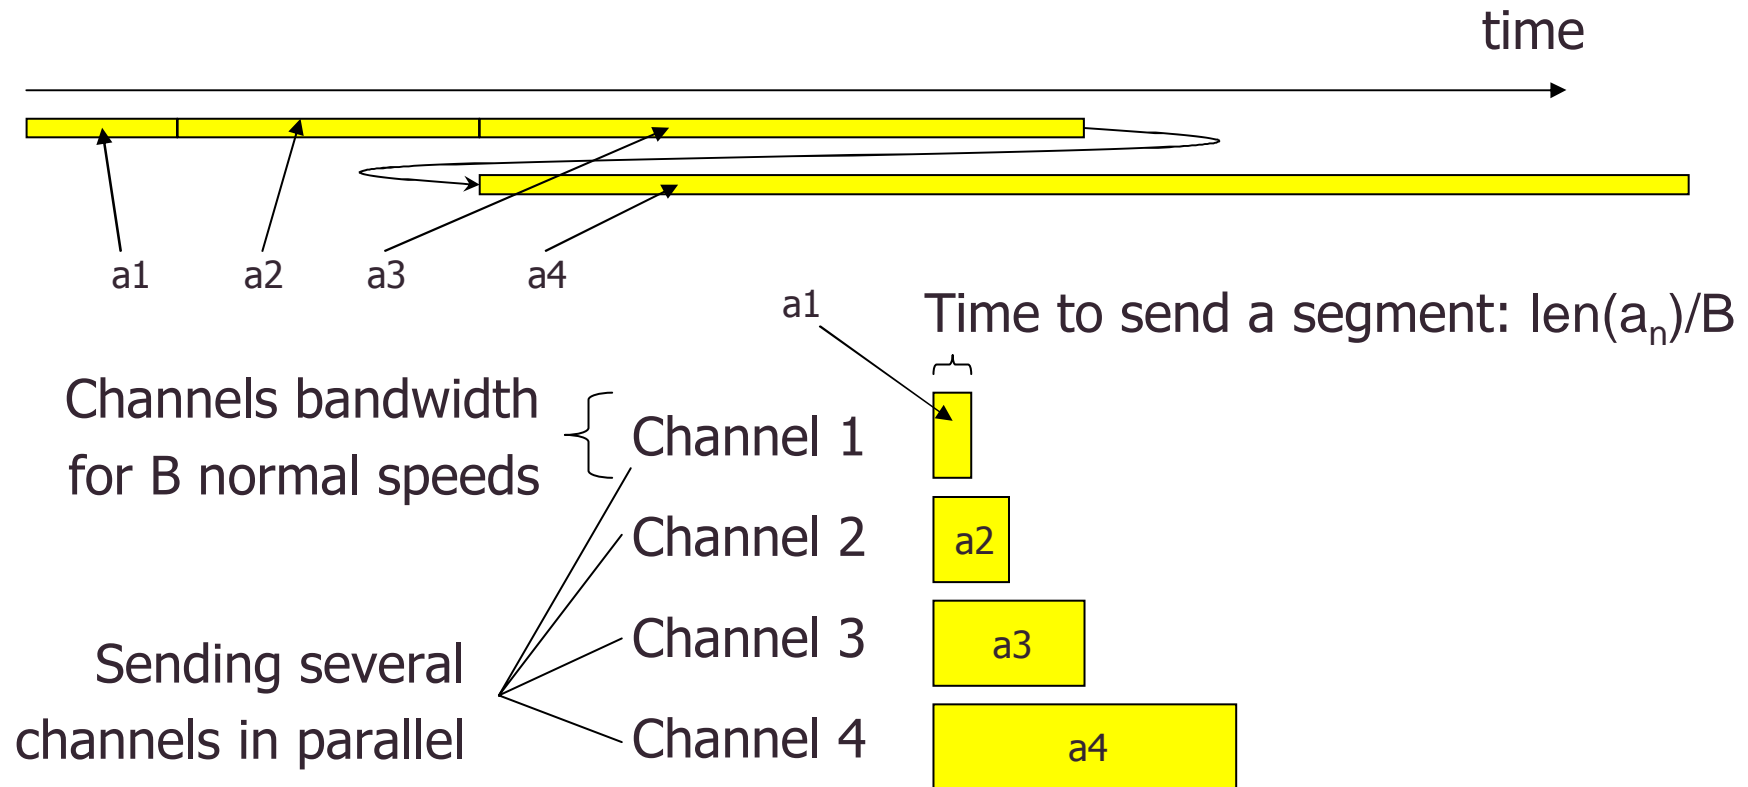 time
a1
a2
a3
a4
a1
Time to send a segment: len(aₙ)/B
Channels bandwidth
for B normal speeds
Channel 1
Channel 2
a2
Channel 3
a3
Sending several
channels in parallel
Channel 4
a4